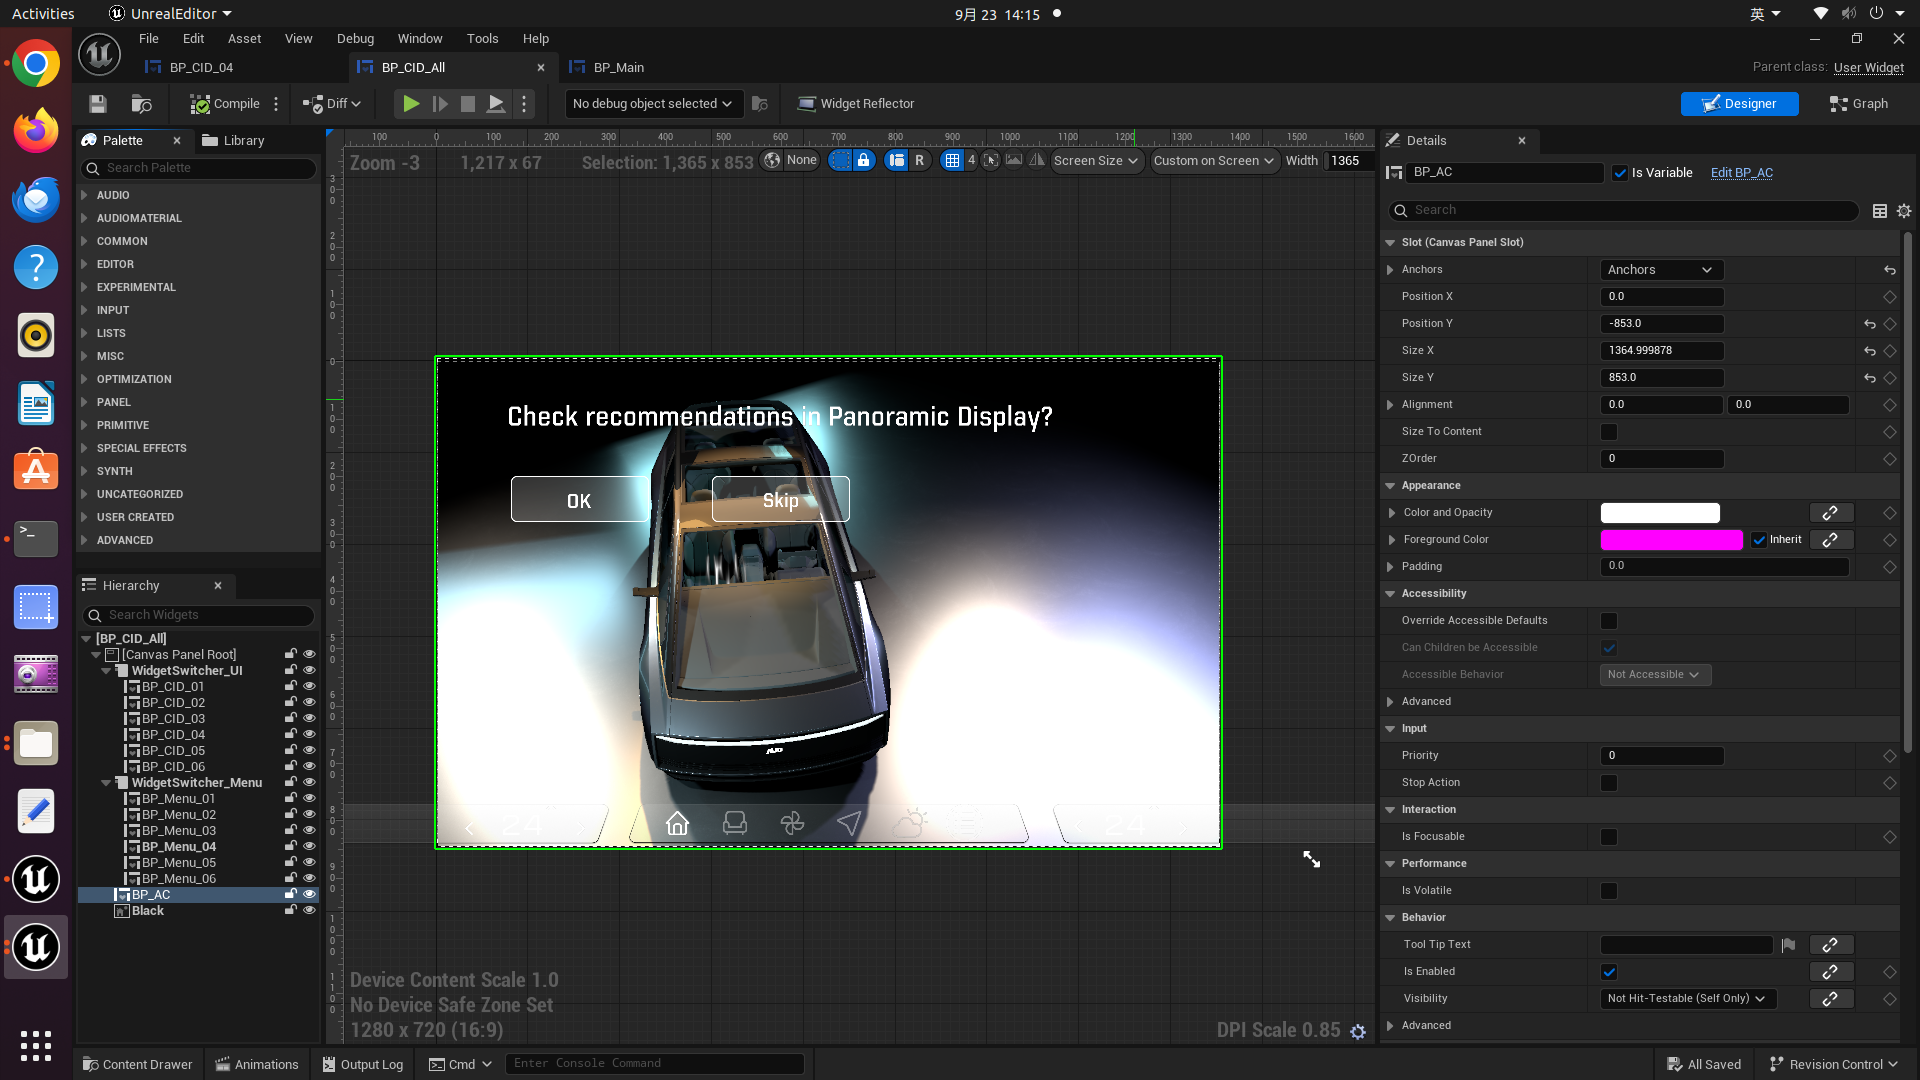 Activities
UnrealEditor
9月 23 14:15
英
File Edit Asset View Debug Window Tools Help
BP_CID_04
BP_CID_All
BP_Main
Parent class: User Widget
Compile
Diff
No debug object selected
Widget Reflector
Designer
Graph
Palette
Library
Search Palette
AUDIO
AUDIOMATERIAL
COMMON
EDITOR
EXPERIMENTAL
INPUT
LISTS
MISC
OPTIMIZATION
PANEL
PRIMITIVE
SPECIAL EFFECTS
SYNTH
UNCATEGORIZED
USER CREATED
ADVANCED
Hierarchy
Search Widgets
[BP_CID_All]
[Canvas Panel Root]
WidgetSwitcher_UI
BP_CID_01
BP_CID_02
BP_CID_03
BP_CID_04
BP_CID_05
BP_CID_06
WidgetSwitcher_Menu
BP_Menu_01
BP_Menu_02
BP_Menu_03
BP_Menu_04
BP_Menu_05
BP_Menu_06
BP_AC
Black
100 0 100 200 300 400 500 600 700 800 900 1000 1100 1200 1300 1400 1500 1600
Zoom -3
1,217 x 67
Selection: 1,365 x 853
None
R
4
Screen Size
Custom on Screen
Width 1365
Check recommendations in Panoramic Display?
OK
Skip
24
24
Device Content Scale 1.0
No Device Safe Zone Set
1280 x 720 (16:9)
DPI Scale 0.85
Details
BP_AC
Is Variable
Edit BP_AC
Search
Slot (Canvas Panel Slot)
Anchors Anchors
Position X 0.0
Position Y -853.0
Size X 1364.999878
Size Y 853.0
Alignment 0.0 0.0
Size To Content
ZOrder 0
Appearance
Color and Opacity
Foreground Color Inherit
Padding 0.0
Accessibility
Override Accessible Defaults
Can Children be Accessible
Accessible Behavior Not Accessible
Advanced
Input
Priority 0
Stop Action
Interaction
Is Focusable
Performance
Is Volatile
Behavior
Tool Tip Text
Is Enabled
Visibility Not Hit-Testable (Self Only)
Advanced
Content Drawer
Animations
Output Log
Cmd
Enter Console Command
All Saved
Revision Control